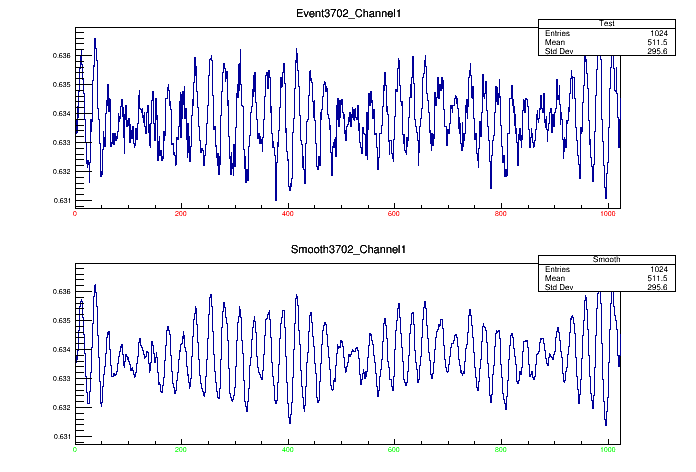 Event3702_Channel1
Test
Entries 1024
Mean 511.5
Std Dev 295.6
0.636
0.635
0.634
0.633
0.632
0.631
0 200 400 600 800 1000
Smooth3702_Channel1
Smooth
Entries 1024
Mean 511.5
Std Dev 295.6
0.636
0.635
0.634
0.633
0.632
0.631
0 200 400 600 800 1000